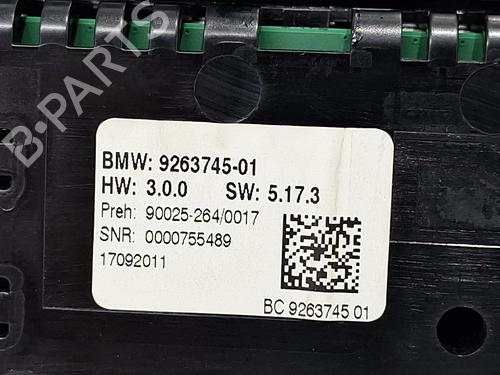 B-PARTS
BMW: 9263745-01
HW: 3.0.0 SW: 5.17.3
Preh: 90025-264/0017
SNR: 0000755489
17092011
BC 9263745 01